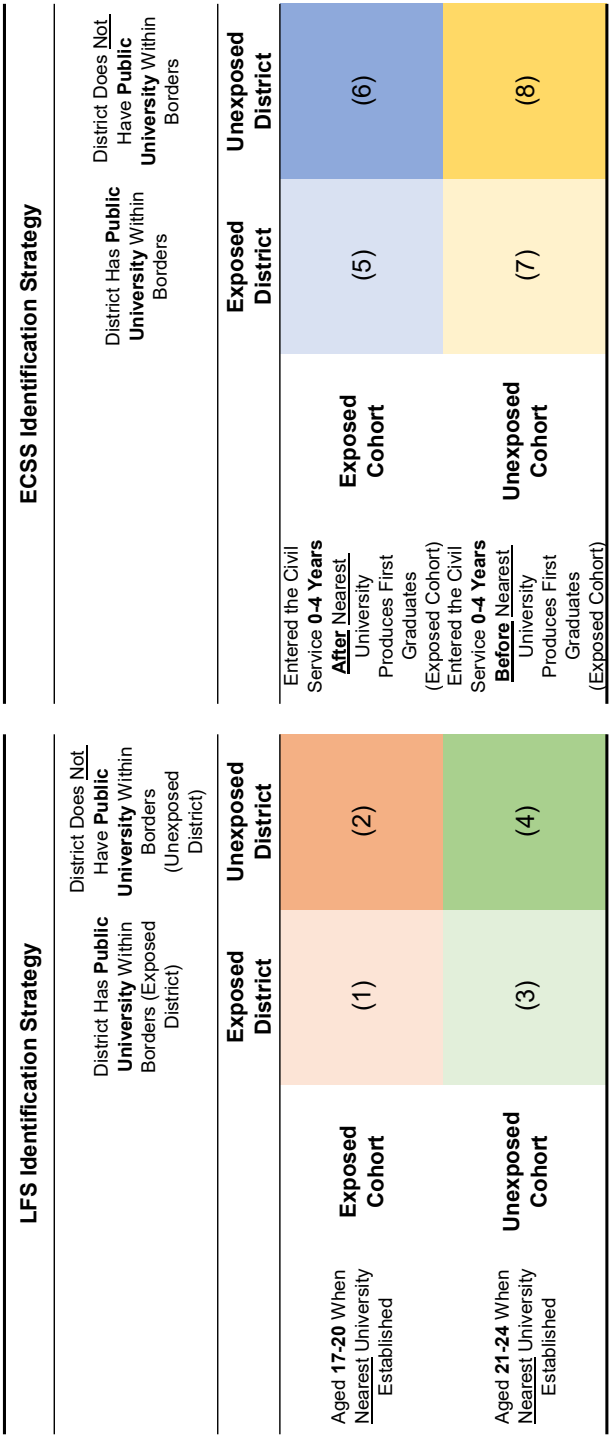 LFS Identification Strategy
District Has Public
University Within
Borders (Exposed
District)
District Does Not
Have Public
University Within
Borders
(Unexposed
District)
Exposed
District
Unexposed
District
Aged 17-20 When
Nearest University
Established
Exposed
Cohort
(1)
(2)
Aged 21-24 When
Nearest University
Established
Unexposed
Cohort
(3)
(4)
ECSS Identification Strategy
District Has Public
University Within
Borders
District Does Not
Have Public
University Within
Borders
Exposed
District
Unexposed
District
Entered the Civil
Service 0-4 Years
After Nearest
University
Produces First
Graduates
(Exposed Cohort)
Exposed
Cohort
(5)
(6)
Entered the Civil
Service 0-4 Years
Before Nearest
University
Produces First
Graduates
(Exposed Cohort)
Unexposed
Cohort
(7)
(8)